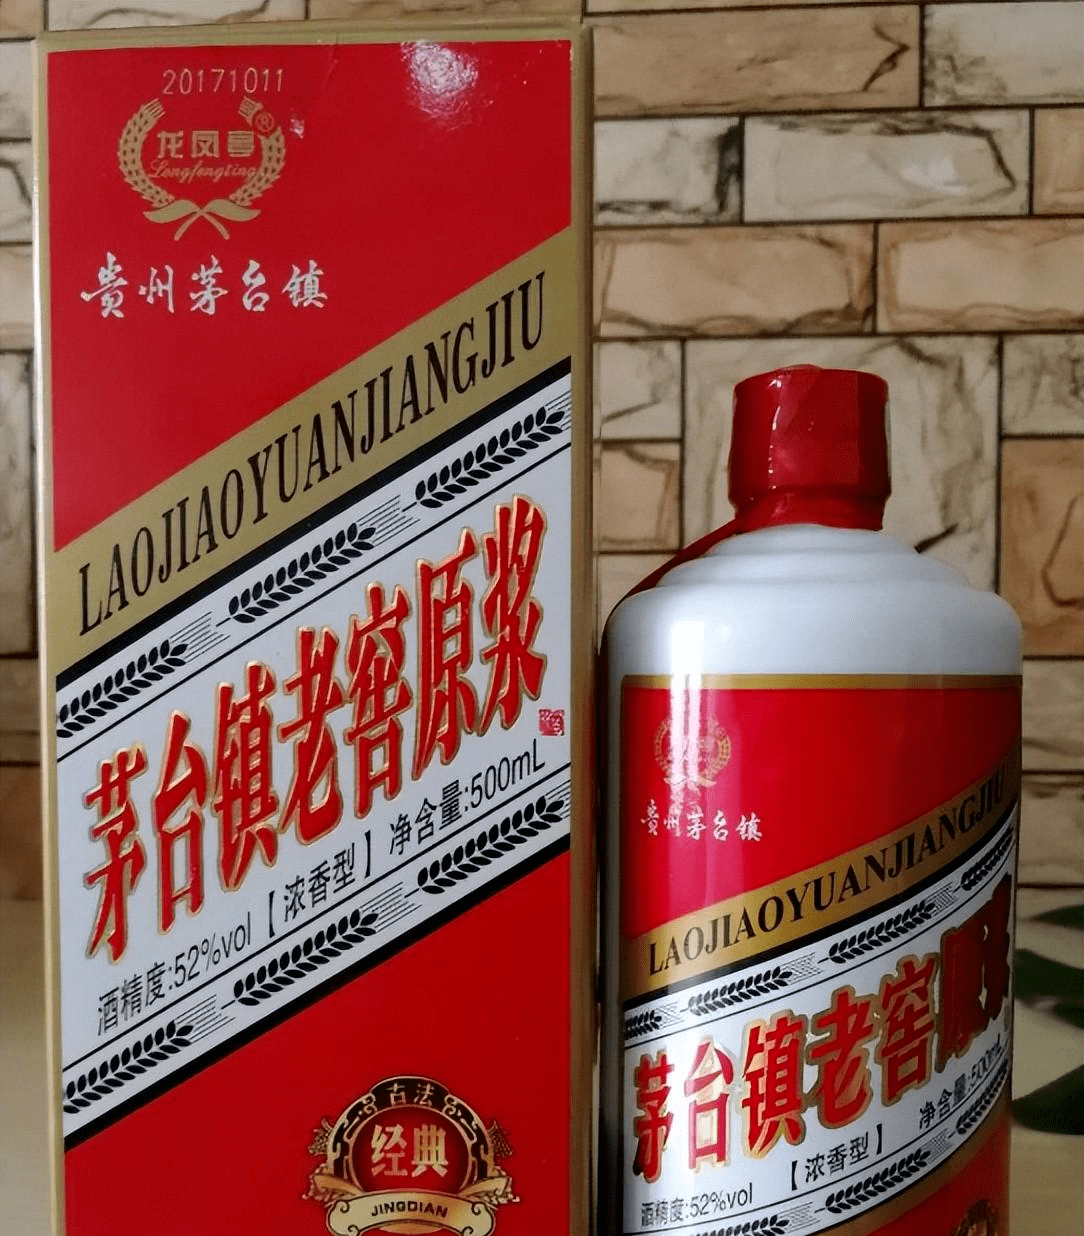 20171011
龙凤亭®
Longfengting
贵州茅台镇
LAOJIAOYUANJIANGJIU
茅台镇老窖原浆
酒精度:52%vol【浓香型】净含量:500mL
古法
经典
JINGDIAN
贵州茅台镇
LAOJIAOYUANJIANGJIU
茅台镇老窖原浆
酒精度:52%vol 【浓香型】 净含量:500mL